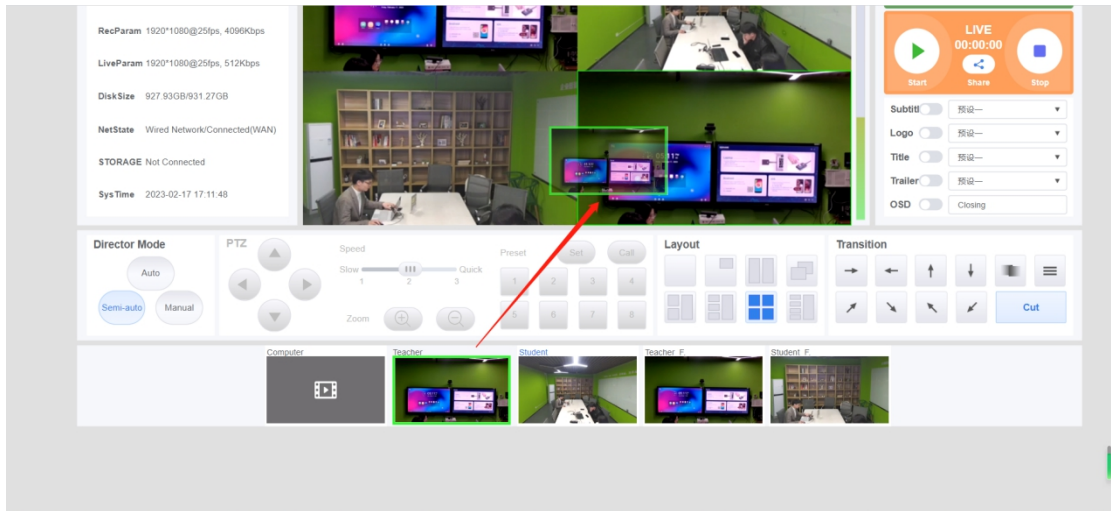 RecParam 1920*1080@25fps, 4096Kbps
LiveParam 1920*1080@25fps, 512Kbps
DiskSize 927.93GB/931.27GB
NetState Wired Network/Connected(WAN)
STORAGE Not Connected
SysTime 2023-02-17 17:11:48
LIVE
00:00:00
Start
Share
Stop
Subtitl 预设一
Logo 预设一
Title 预设一
Trailer 预设一
OSD Closing
Director Mode
Auto
Semi-auto
Manual
PTZ
Speed
Slow
Quick
1 2 3
Zoom
Preset
Set
Call
1 2 3 4
5 6 7 8
Layout
Transition
Cut
Computer
Teacher
Student
Teacher_F.
Student_F.